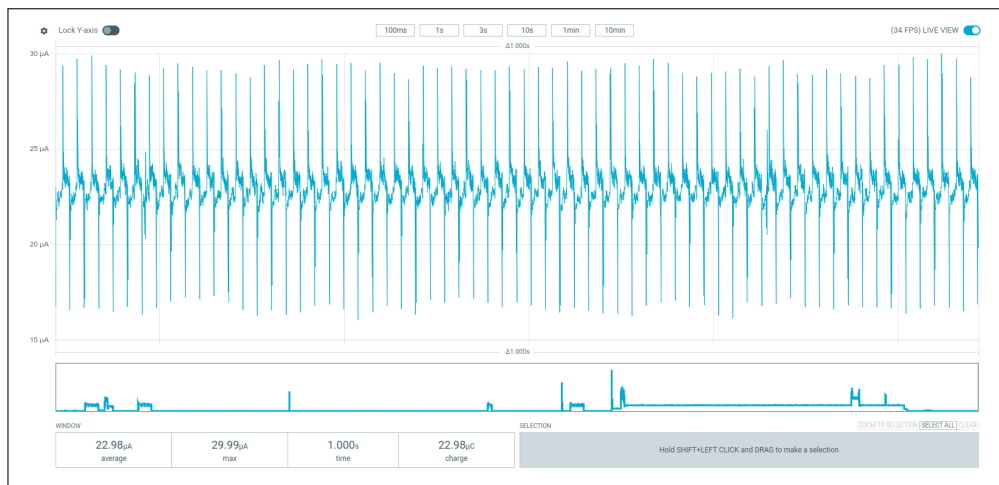 Lock Y-axis
100ms 1s 3s 10s 1min 10min
(34 FPS) LIVE VIEW
Δ1.000s
30 µA
25 µA
20 µA
15 µA
Δ1.000s
WINDOW
22.98µA
average
29.99µA
max
1.000s
time
22.98µC
charge
SELECTION
ZOOM TO SELECTION SELECT ALL CLEAR
Hold SHIFT+LEFT CLICK and DRAG to make a selection